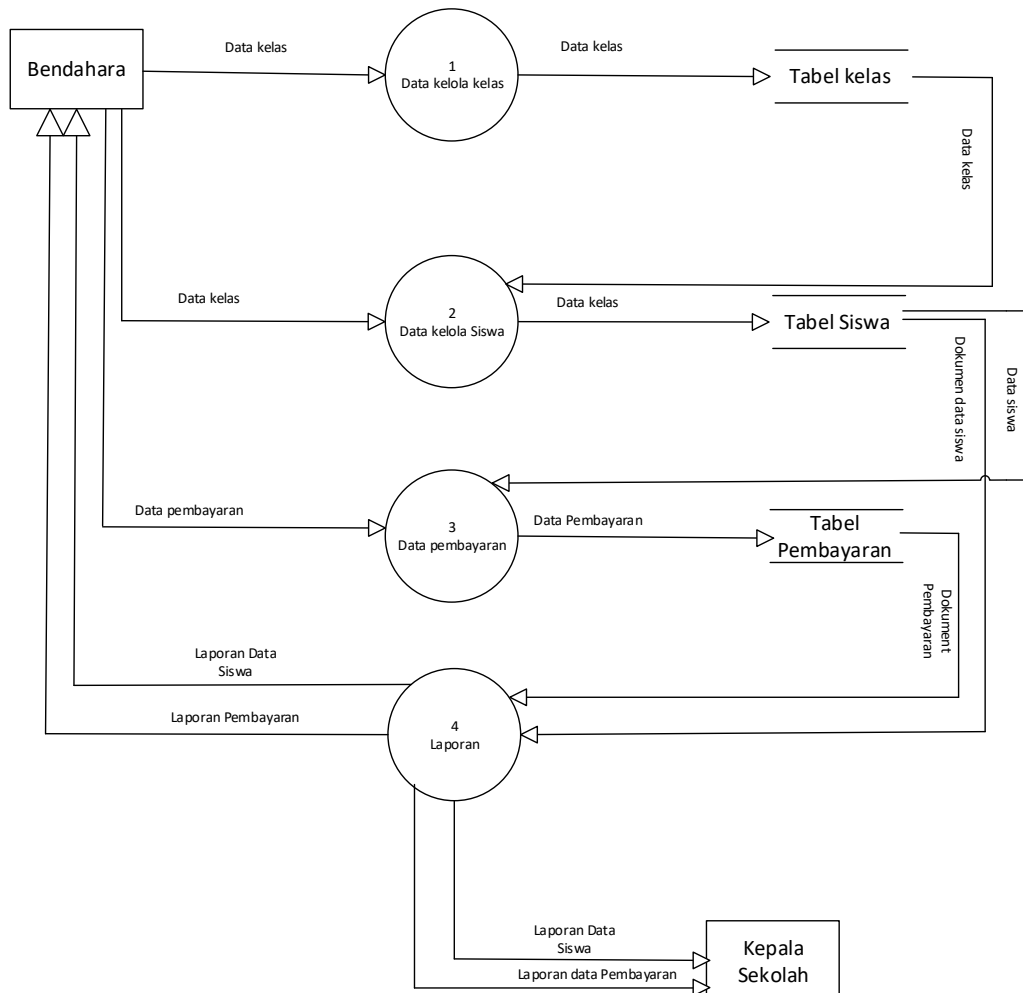 Bendahara
Data kelas
1
Data kelola kelas
Data kelas
Tabel kelas
Data kelas
Data kelas
2
Data kelola Siswa
Data kelas
Tabel Siswa
Dokumen data siswa
Data siswa
Data pembayaran
3
Data pembayaran
Data Pembayaran
Tabel
Pembayaran
Dokument
Pembayaran
Laporan Data
Siswa
Laporan Pembayaran
4
Laporan
Laporan Data
Siswa
Laporan data Pembayaran
Kepala
Sekolah